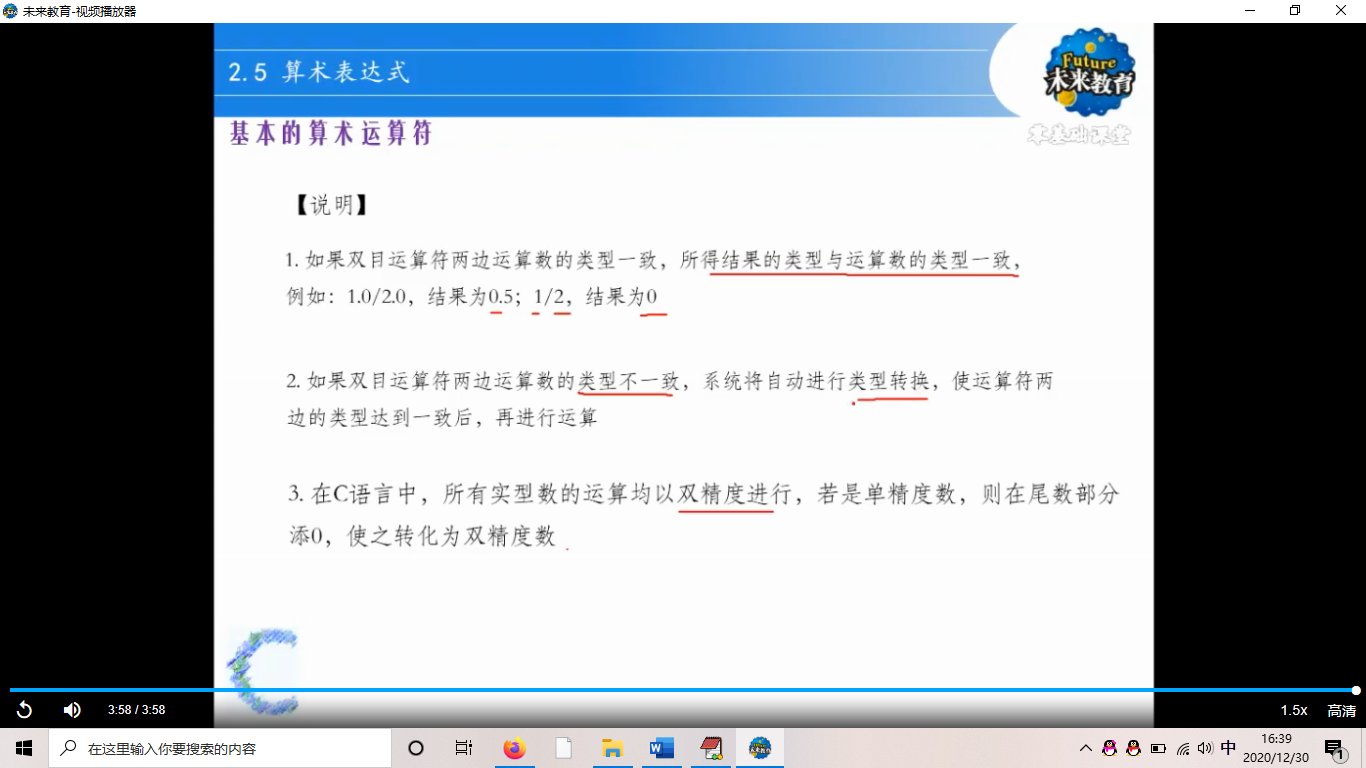 未来教育-视频播放器
2.5 算术表达式
Future
未来教育
零基础课堂
基本的算术运算符
【说明】
1. 如果双目运算符两边运算数的类型一致，所得结果的类型与运算数的类型一致，
例如：1.0/2.0，结果为0.5；1/2，结果为0
2. 如果双目运算符两边运算数的类型不一致，系统将自动进行类型转换，使运算符两
边的类型达到一致后，再进行运算
3. 在C语言中，所有实型数的运算均以双精度进行，若是单精度数，则在尾数部分
添0，使之转化为双精度数
3:58 / 3:58
1.5x
高清
在这里输入你要搜索的内容
中
16:39
2020/12/30
1